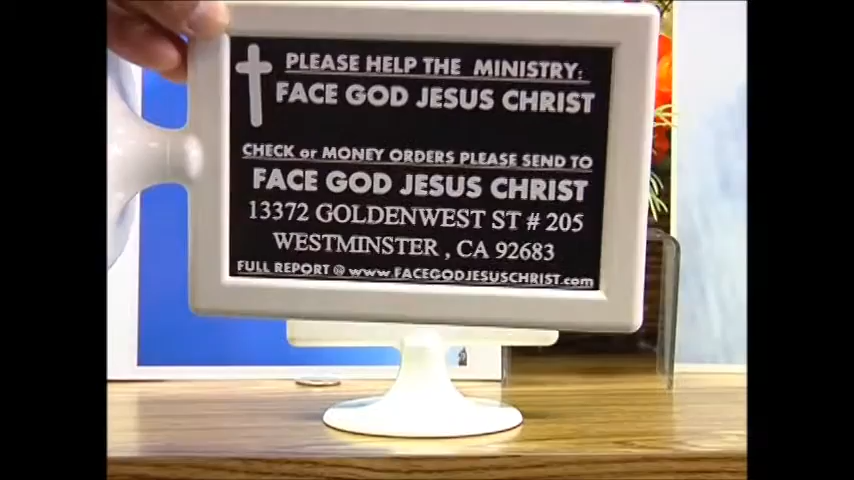 PLEASE HELP THE MINISTRY:
FACE GOD JESUS CHRIST
CHECK or MONEY ORDERS PLEASE SEND TO
FACE GOD JESUS CHRIST
13372 GOLDENWEST ST # 205
WESTMINSTER , CA 92683
FULL REPORT @ www.FACEGODJESUSCHRIST.com